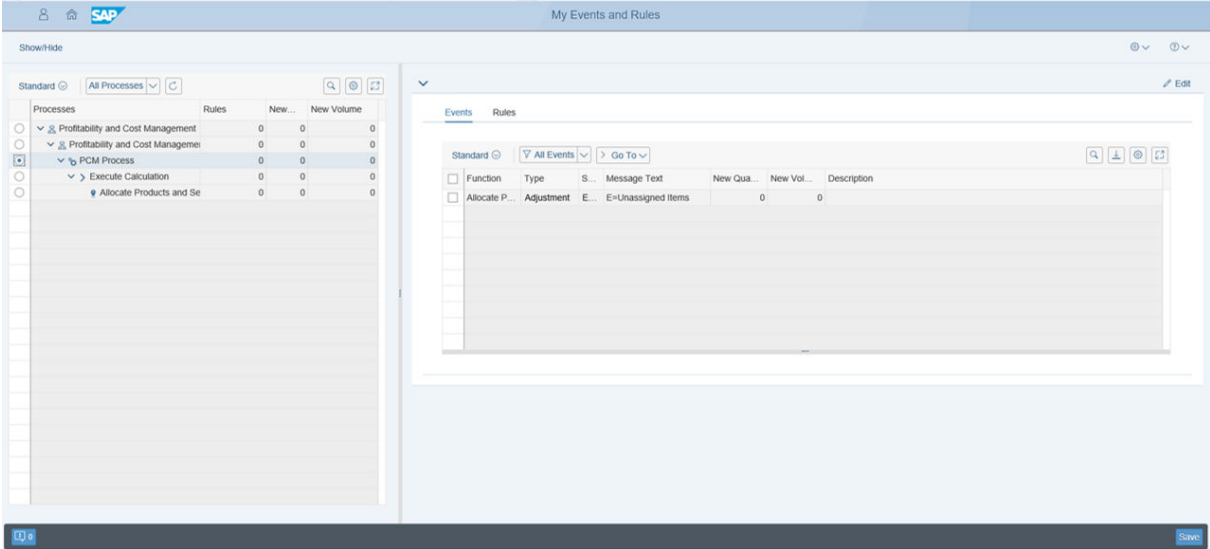 SAP
My Events and Rules
Show/Hide
Standard All Processes
Processes Rules New... New Volume
Profitability and Cost Management 0 0 0
Profitability and Cost Managemen 0 0 0
PCM Process 0 0 0
Execute Calculation 0 0 0
Allocate Products and Se 0 0 0
Edit
Events Rules
Standard All Events > Go To
Function Type S... Message Text New Qua... New Vol... Description
Allocate P... Adjustment E... E=Unassigned Items 0 0
0
Save